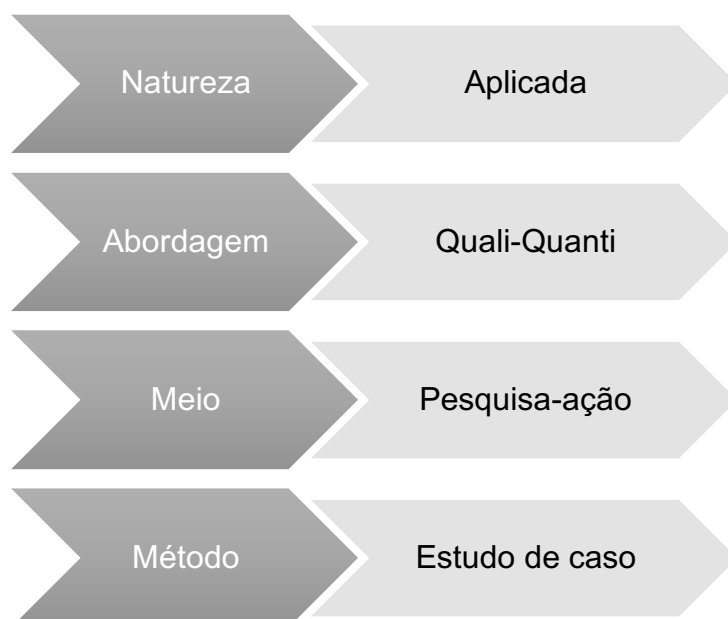 Natureza
Aplicada
Abordagem
Quali-Quanti
Meio
Pesquisa-ação
Método
Estudo de caso